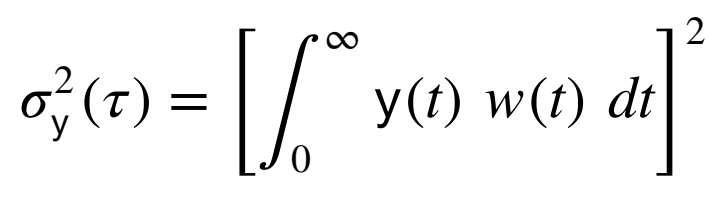 σ_y^2(τ) = [∫_0^∞ y(t) w(t) dt]^2